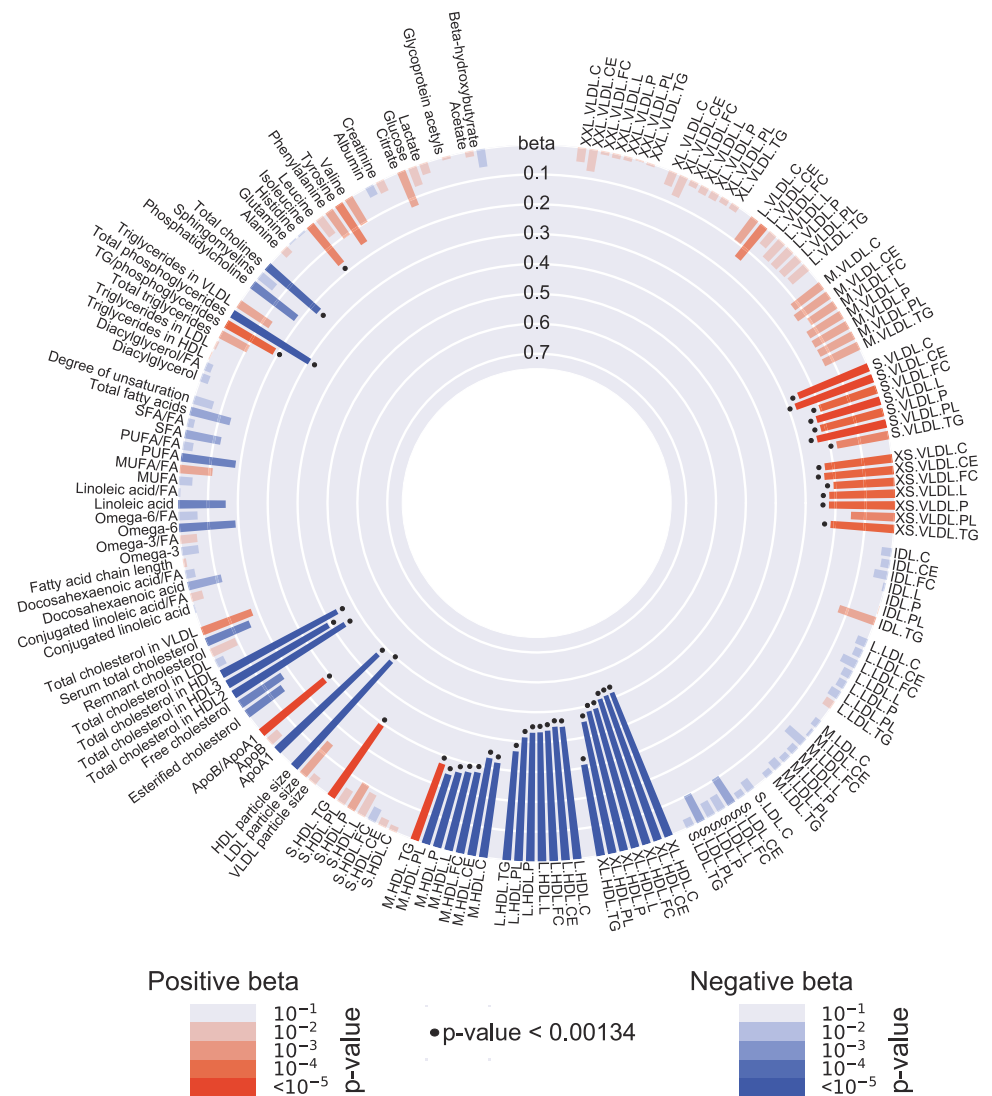 beta
0.1
0.2
0.3
0.4
0.5
0.6
0.7
XXL.VLDL.C
XXL.VLDL.CE
XXL.VLDL.FC
XXL.VLDL.L
XXL.VLDL.P
XXL.VLDL.PL
XXL.VLDL.TG
XL.VLDL.C
XL.VLDL.CE
XL.VLDL.FC
XL.VLDL.L
XL.VLDL.P
XL.VLDL.PL
XL.VLDL.TG
L.VLDL.C
L.VLDL.CE
L.VLDL.FC
L.VLDL.L
L.VLDL.P
L.VLDL.PL
L.VLDL.TG
M.VLDL.C
M.VLDL.CE
M.VLDL.FC
M.VLDL.L
M.VLDL.P
M.VLDL.PL
M.VLDL.TG
S.VLDL.C
S.VLDL.CE
S.VLDL.FC
S.VLDL.L
S.VLDL.P
S.VLDL.PL
S.VLDL.TG
XS.VLDL.C
XS.VLDL.CE
XS.VLDL.FC
XS.VLDL.L
XS.VLDL.P
XS.VLDL.PL
XS.VLDL.TG
IDL.C
IDL.CE
IDL.FC
IDL.L
IDL.P
IDL.PL
IDL.TG
L.LDL.C
L.LDL.CE
L.LDL.FC
L.LDL.L
L.LDL.P
L.LDL.PL
L.LDL.TG
M.LDL.C
M.LDL.CE
M.LDL.FC
M.LDL.L
M.LDL.P
M.LDL.PL
M.LDL.TG
S.LDL.C
S.LDL.CE
S.LDL.FC
S.LDL.L
S.LDL.P
S.LDL.PL
S.LDL.TG
XL.HDL.C
XL.HDL.CE
XL.HDL.FC
XL.HDL.L
XL.HDL.P
XL.HDL.PL
XL.HDL.TG
L.HDL.C
L.HDL.CE
L.HDL.FC
L.HDL.L
L.HDL.P
L.HDL.PL
L.HDL.TG
M.HDL.C
M.HDL.CE
M.HDL.FC
M.HDL.L
M.HDL.P
M.HDL.PL
M.HDL.TG
S.HDL.C
S.HDL.CE
S.HDL.FC
S.HDL.L
S.HDL.P
S.HDL.PL
S.HDL.TG
VLDL particle size
LDL particle size
HDL particle size
ApoA1
ApoB
ApoB/ApoA1
Esterified cholesterol
Free cholesterol
Total cholesterol in HDL2
Total cholesterol in HDL3
Total cholesterol in HDL
Total cholesterol in LDL
Remnant cholesterol
Serum total cholesterol
Total cholesterol in VLDL
Conjugated linoleic acid
Conjugated linoleic acid/FA
Docosahexaenoic acid
Docosahexaenoic acid/FA
Fatty acid chain length
Omega-3
Omega-3/FA
Omega-6
Omega-6/FA
Linoleic acid
Linoleic acid/FA
MUFA
MUFA/FA
PUFA
PUFA/FA
SFA
SFA/FA
Total fatty acids
Degree of unsaturation
Diacylglycerol
Diacylglycerol/FA
Triglycerides in HDL
Triglycerides in LDL
Total triglycerides
TG/phosphoglycerides
Total phosphoglycerides
Triglycerides in VLDL
Phosphatidylcholine
Sphingomyelins
Total cholines
Alanine
Glutamine
Histidine
Isoleucine
Leucine
Phenylalanine
Tyrosine
Valine
Albumin
Creatinine
Citrate
Glucose
Lactate
Glycoprotein acetyls
Acetate
Beta-hydroxybutyrate
Positive beta
10⁻¹
10⁻²
10⁻³
10⁻⁴
<10⁻⁵
p-value
p-value < 0.00134
Negative beta
10⁻¹
10⁻²
10⁻³
10⁻⁴
<10⁻⁵
p-value